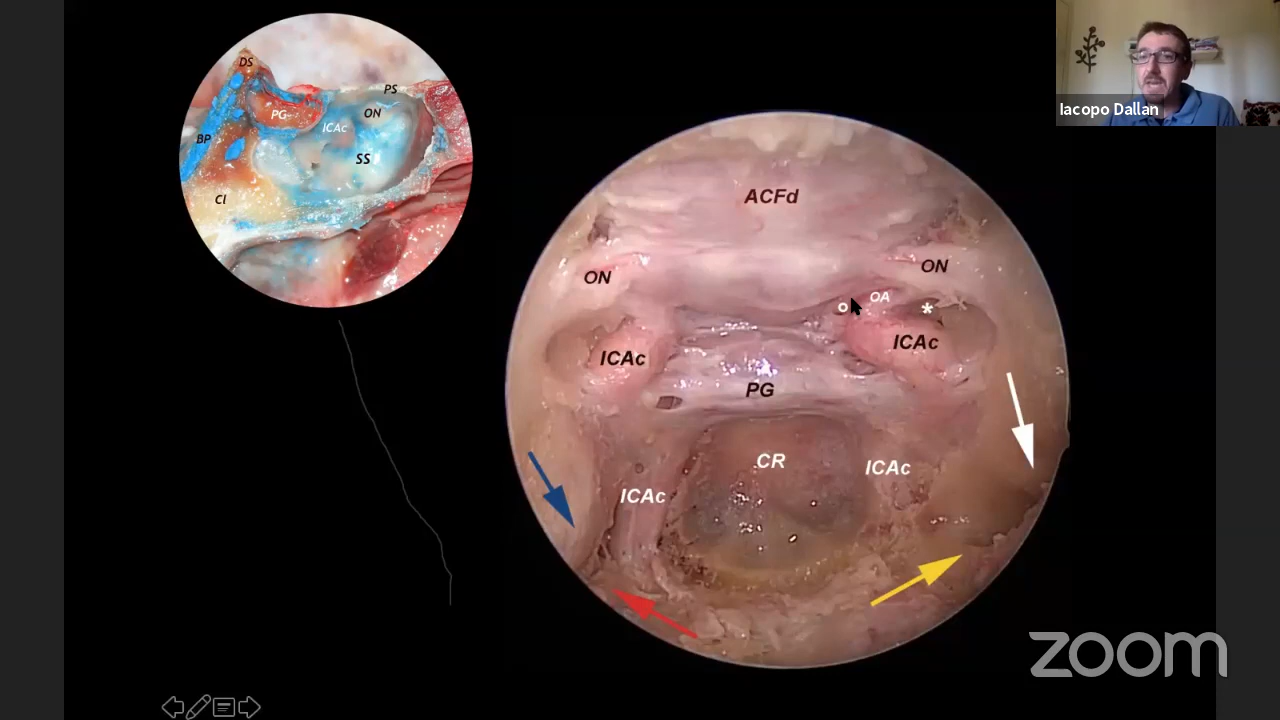 DS
PS
PG
ON
ICAc
BP
SS
CI
Iacopo Dallan
ACFd
ON
ON
OA
*
ICAc
ICAc
PG
CR
ICAc
ICAc
zoom